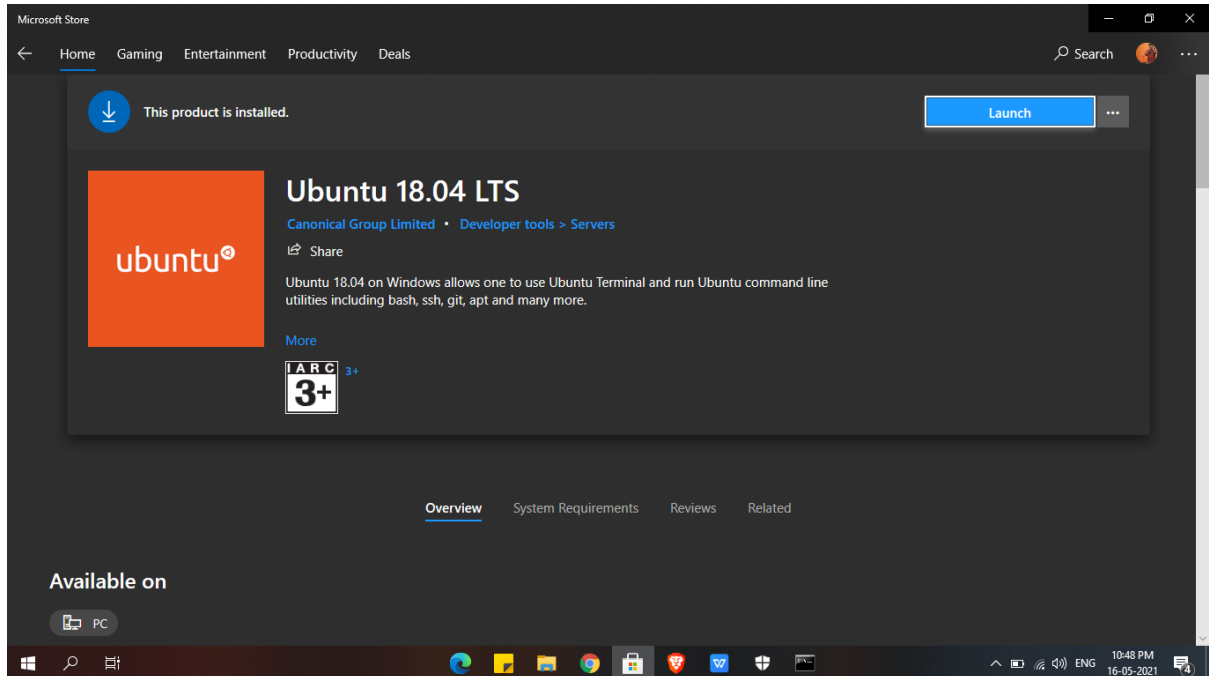 Microsoft Store
Home Gaming Entertainment Productivity Deals Search
This product is installed. Launch
ubuntu
Ubuntu 18.04 LTS
Canonical Group Limited • Developer tools > Servers
Share
Ubuntu 18.04 on Windows allows one to use Ubuntu Terminal and run Ubuntu command line
utilities including bash, ssh, git, apt and many more.
More
IARC
3+
3+
Overview System Requirements Reviews Related
Available on
PC
ENG
10:48 PM
16-05-2021
4